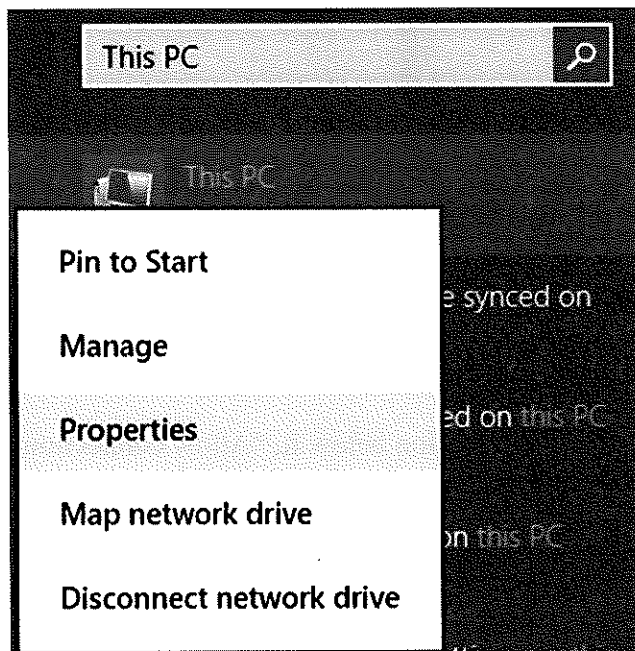 This PC
This PC
Pin to Start
e synced on
Manage
ed on this PC
Properties
Map network drive
on this PC
Disconnect network drive